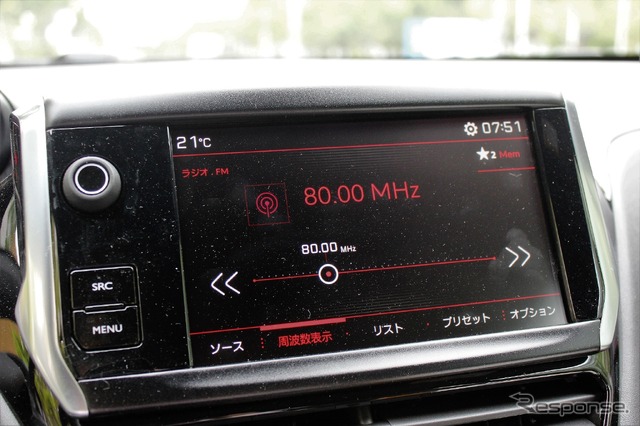 21℃
07:51
ラジオ . FM
★2 Mem
80.00 MHz
80.00 MHz
SRC
MENU
ソース
周波数表示
リスト
プリセット
オプション
Response.